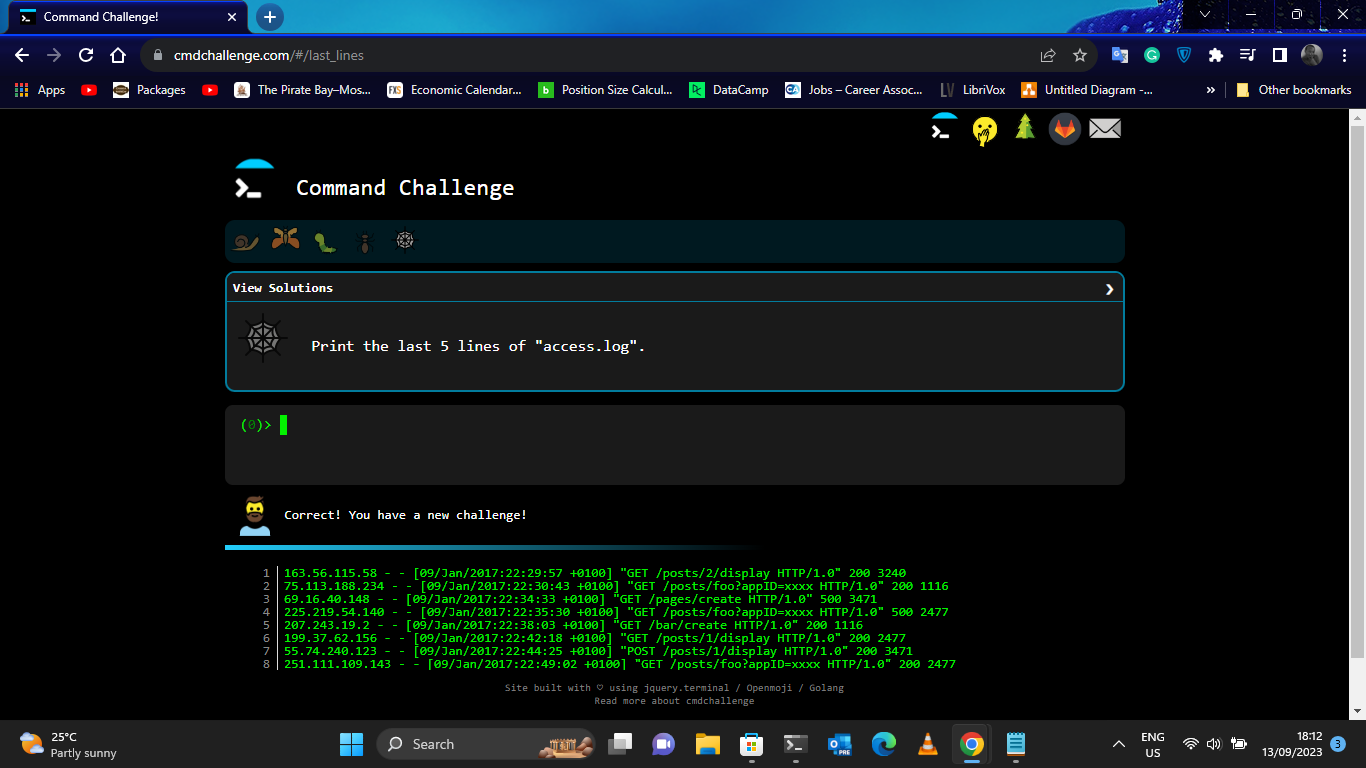 Command Challenge!
cmdchallenge.com/#/last_lines
Apps Packages The Pirate Bay–Mos... Economic Calendar... Position Size Calcul... DataCamp Jobs – Career Assoc... LibriVox Untitled Diagram -... » Other bookmarks
Command Challenge
View Solutions
Print the last 5 lines of "access.log".
(0)>
Correct! You have a new challenge!
1 163.56.115.58 - - [09/Jan/2017:22:29:57 +0100] "GET /posts/2/display HTTP/1.0" 200 3240
2 75.113.188.234 - - [09/Jan/2017:22:30:43 +0100] "GET /posts/foo?appID=xxxx HTTP/1.0" 200 1116
3 69.16.40.148 - - [09/Jan/2017:22:34:33 +0100] "GET /pages/create HTTP/1.0" 500 3471
4 225.219.54.140 - - [09/Jan/2017:22:35:30 +0100] "GET /posts/foo?appID=xxxx HTTP/1.0" 500 2477
5 207.243.19.2 - - [09/Jan/2017:22:38:03 +0100] "GET /bar/create HTTP/1.0" 200 1116
6 199.37.62.156 - - [09/Jan/2017:22:42:18 +0100] "GET /posts/1/display HTTP/1.0" 200 2477
7 55.74.240.123 - - [09/Jan/2017:22:44:25 +0100] "POST /posts/1/display HTTP/1.0" 200 3471
8 251.111.109.143 - - [09/Jan/2017:22:49:02 +0100] "GET /posts/foo?appID=xxxx HTTP/1.0" 200 2477
Site built with ♡ using jquery.terminal / Openmoji / Golang
Read more about cmdchallenge
25°C
Partly sunny
Search
PRE
ENG
US
18:12
13/09/2023
3